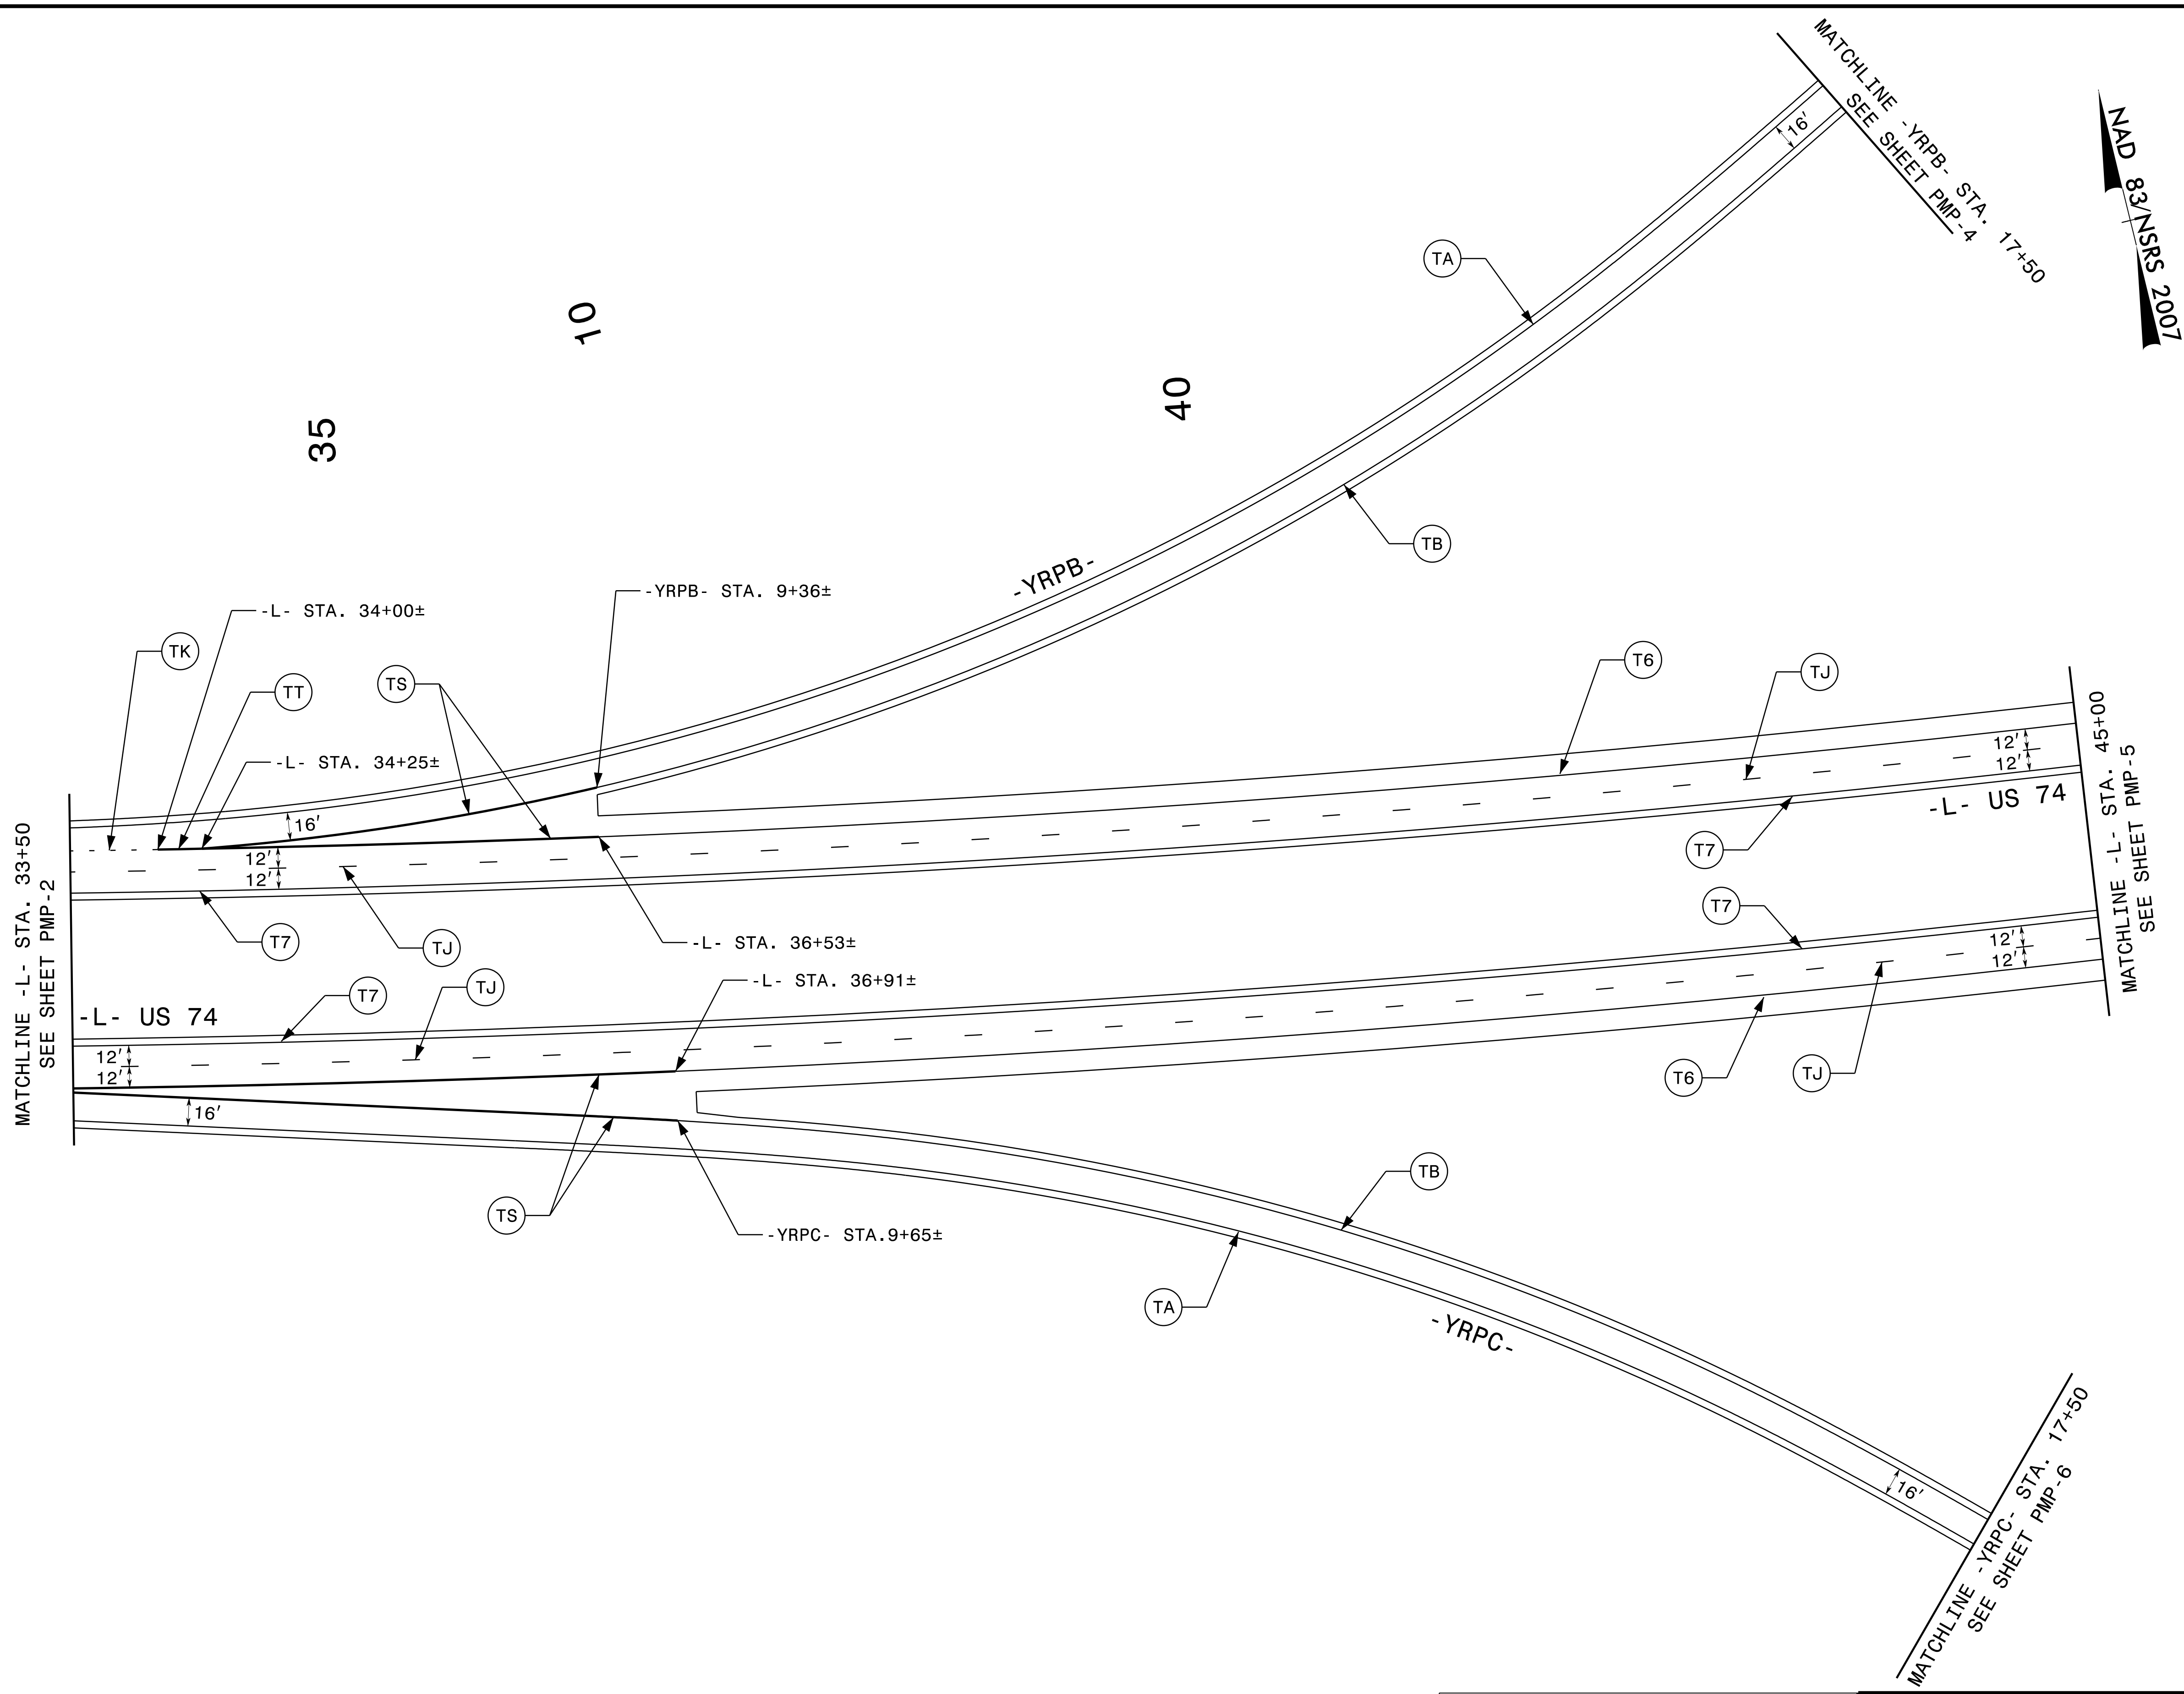 MATCHLINE -YRPB- STA. 17+50
SEE SHEET PMP-4
NAD 83/NSRS 2007
16'
TA
10
40
35
TB
-YRPB-
-YRPB- STA. 9+36±
-L- STA. 34+00±
TK
TT
TS
T6
TJ
-L- STA. 34+25±
12'
12'
MATCHLINE -L- STA. 45+00
SEE SHEET PMP-5
-L- US 74
16'
12'
12'
T7
MATCHLINE -L- STA. 33+50
SEE SHEET PMP-2
T7
TJ
-L- STA. 36+53±
T7
12'
12'
-L- STA. 36+91±
TJ
T7
-L- US 74
12'
12'
T6
TJ
16'
TS
-YRPC- STA.9+65±
TB
TA
-YRPC-
16'
MATCHLINE -YRPC- STA. 17+50
SEE SHEET PMP-6